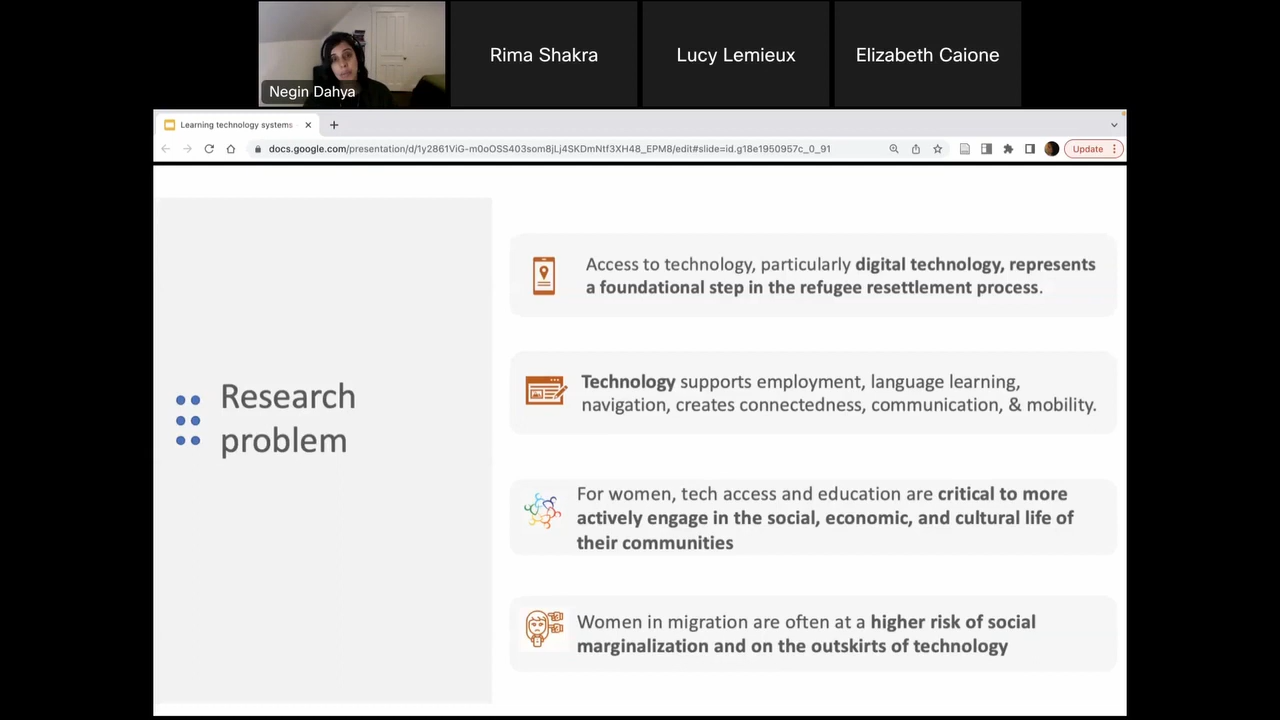 Rima Shakra
Lucy Lemieux
Elizabeth Caione
Negin Dahya
Learning technology systems
docs.google.com/presentation/d/1y2861ViG-m0oOSS403som8jLj4SKDmNtf3XH48_EPM8/edit#slide=id.g18e1950957c_0_91
Update
Research
problem
Access to technology, particularly digital technology, represents
a foundational step in the refugee resettlement process.
Technology supports employment, language learning,
navigation, creates connectedness, communication, & mobility.
For women, tech access and education are critical to more
actively engage in the social, economic, and cultural life of
their communities
Women in migration are often at a higher risk of social
marginalization and on the outskirts of technology